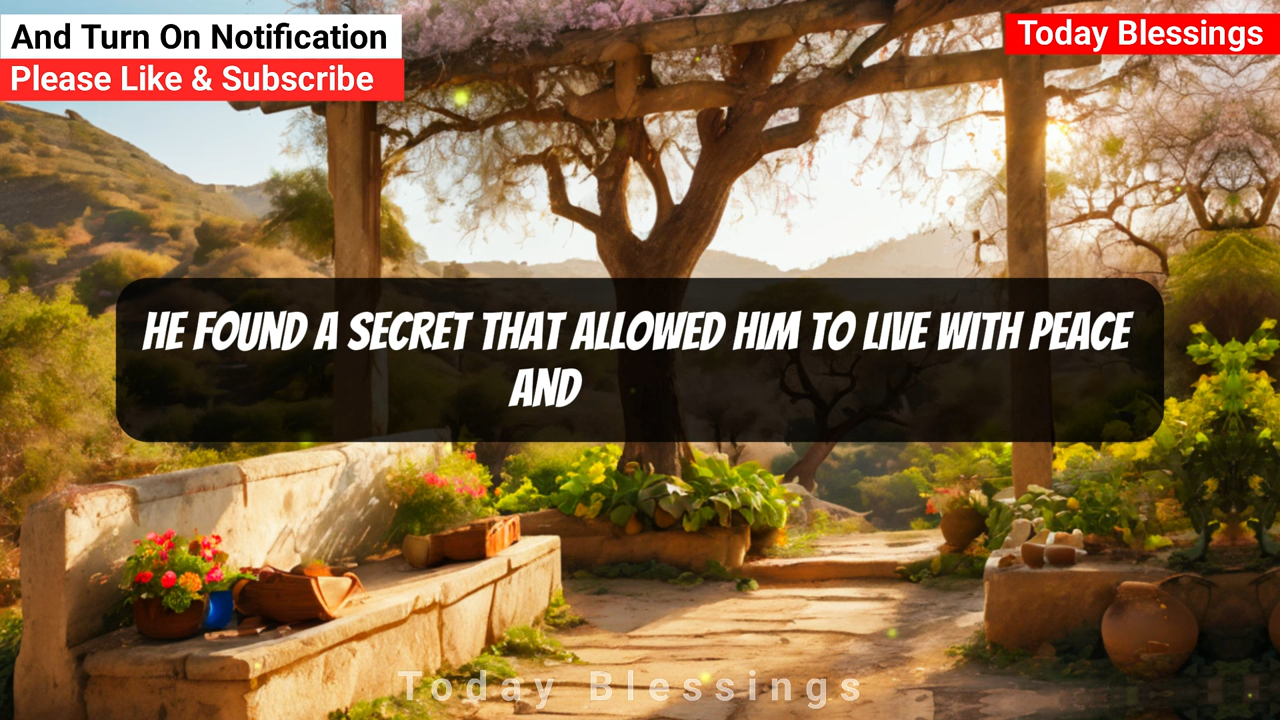 And Turn On Notification
Please Like & Subscribe
Today Blessings
HE FOUND A SECRET THAT ALLOWED HIM TO LIVE WITH PEACE
AND
Today Blessings